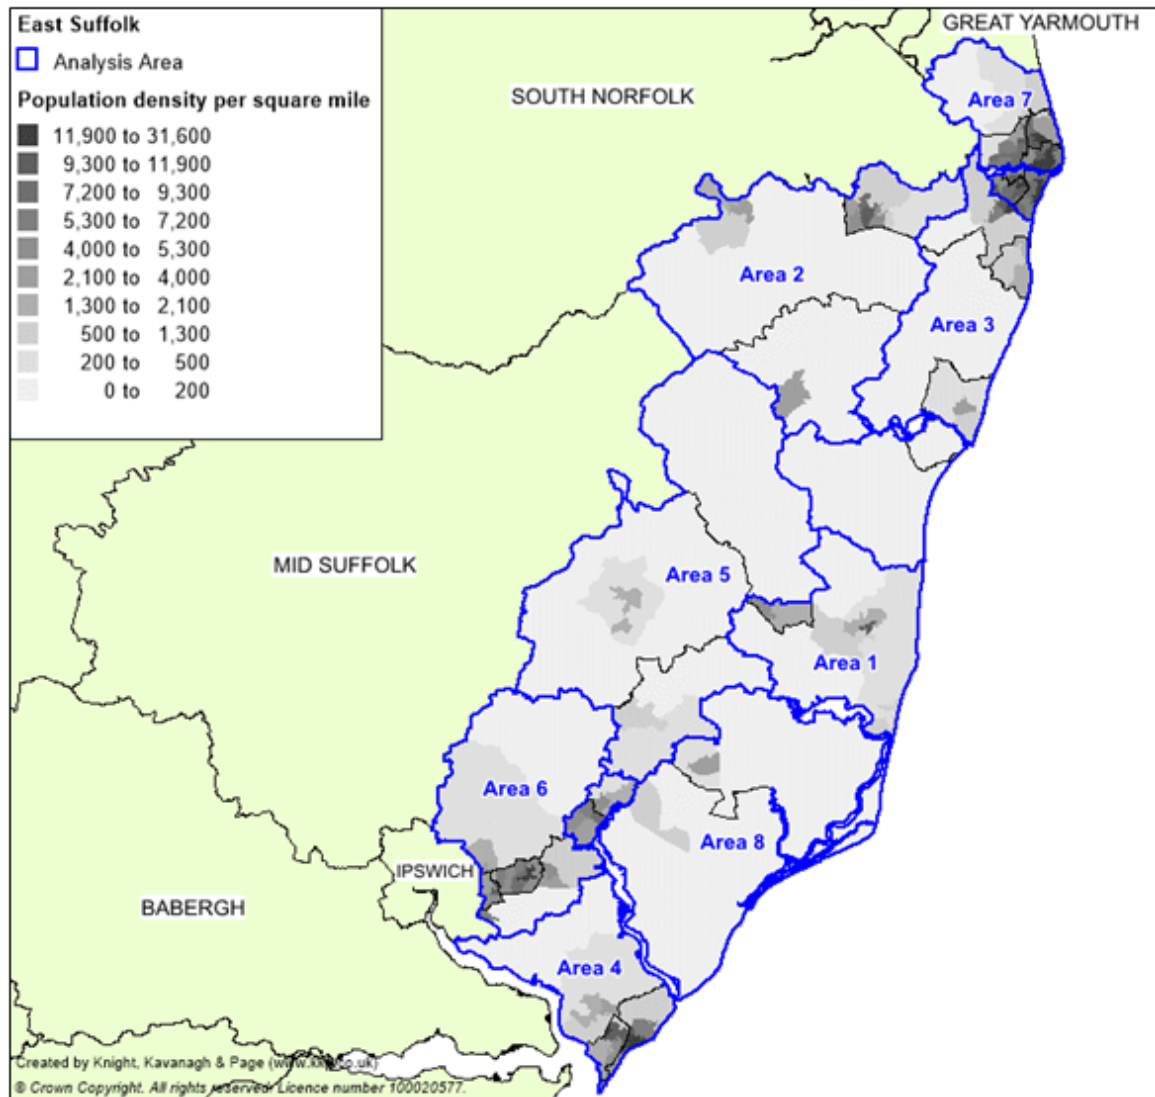 East Suffolk
Analysis Area
Population density per square mile
11,900 to 31,600
9,300 to 11,900
7,200 to 9,300
5,300 to 7,200
4,000 to 5,300
2,100 to 4,000
1,300 to 2,100
500 to 1,300
200 to 500
0 to 200
GREAT YARMOUTH
SOUTH NORFOLK
Area 7
Area 2
Area 3
MID SUFFOLK
Area 5
Area 1
Area 6
Area 8
IPSWICH
BABERGH
Area 4
Created by Knight, Kavanagh & Page
© Crown Copyright. All rights reserved. Licence number 100020577.